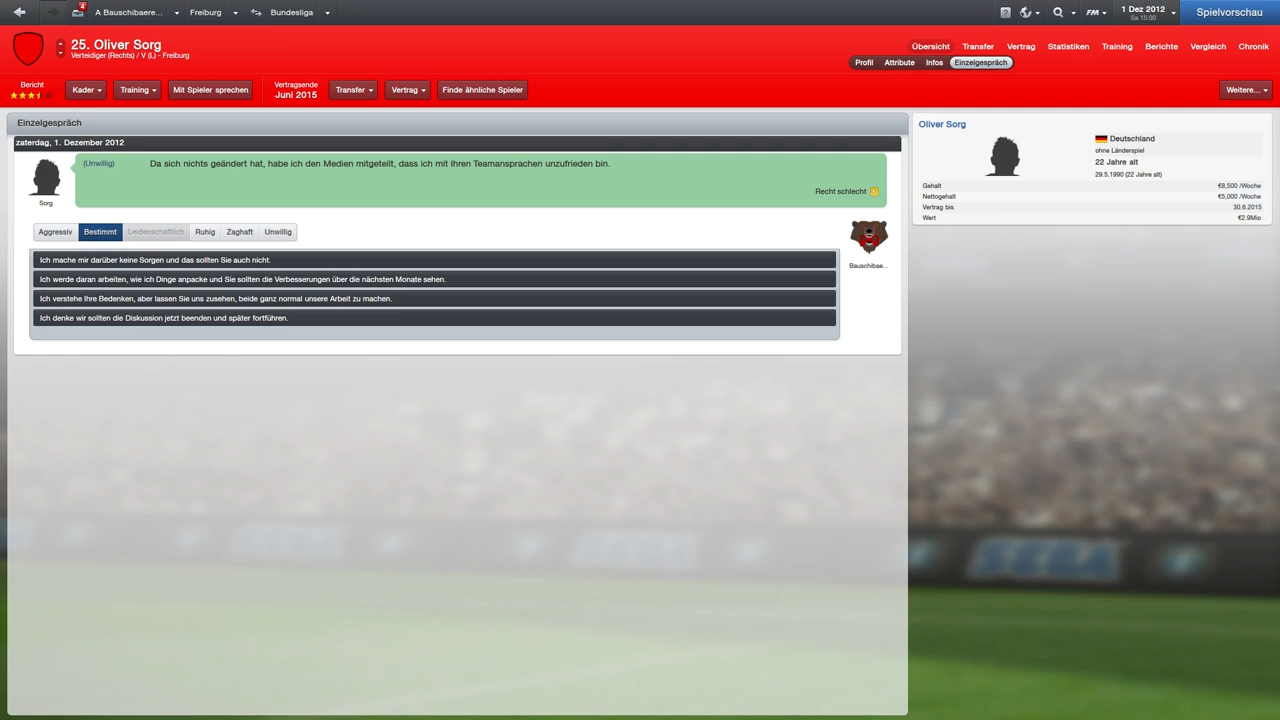 4
A Bauschibaere...
Freiburg
Bundesliga
FM
1 Dez 2012
Sa 15:00
Spielvorschau
25. Oliver Sorg
Verteidiger (Rechts) / V (L) - Freiburg
Übersicht Transfer Vertrag Statistiken Training Berichte Vergleich Chronik
Profil Attribute Infos Einzelgespräch
Bericht
Kader
Training
Mit Spieler sprechen
Vertragsende
Juni 2015
Transfer
Vertrag
Finde ähnliche Spieler
Weitere...
Einzelgespräch
zaterdag, 1. Dezember 2012
(Unwillig) Da sich nichts geändert hat, habe ich den Medien mitgeteilt, dass ich mit Ihren Teamansprachen unzufrieden bin.
Recht schlecht
Sorg
Aggressiv Bestimmt Leidenschaftlich Ruhig Zaghaft Unwillig
Ich mache mir darüber keine Sorgen und das sollten Sie auch nicht.
Ich werde daran arbeiten, wie ich Dinge anpacke und Sie sollten die Verbesserungen über die nächsten Monate sehen.
Ich verstehe Ihre Bedenken, aber lassen Sie uns zusehen, beide ganz normal unsere Arbeit zu machen.
Ich denke wir sollten die Diskussion jetzt beenden und später fortführen.
Bauschibae...
Oliver Sorg
Deutschland
ohne Länderspiel
22 Jahre alt
29.5.1990 (22 Jahre alt)
Gehalt €8,500 /Woche
Nettogehalt €5,000 /Woche
Vertrag bis 30.6.2015
Wert €2.9Mio
SEGA
SEGA
SEGA